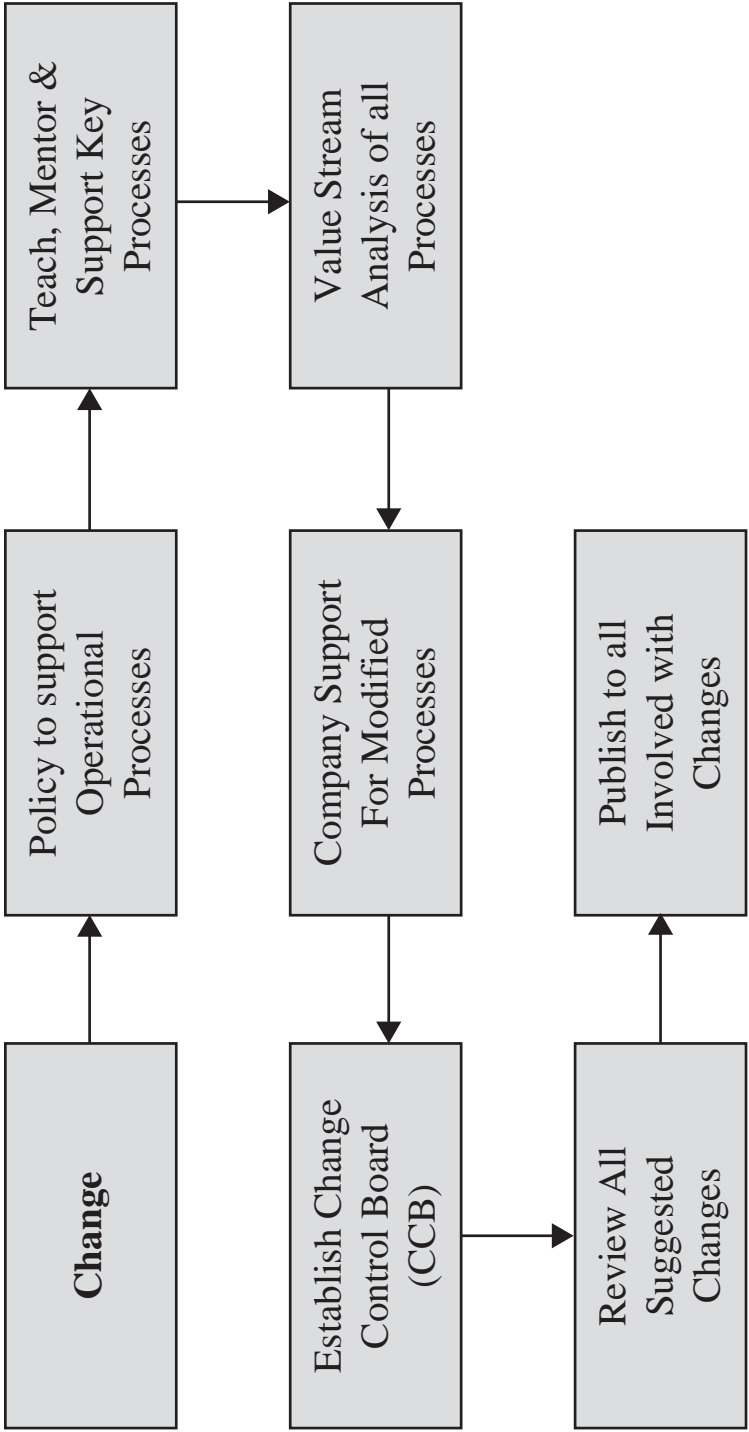 Change
Policy to support
Operational
Processes
Teach, Mentor &
Support Key
Processes
Value Stream
Analysis of all
Processes
Company Support
For Modified
Processes
Establish Change
Control Board
(CCB)
Review All
Suggested
Changes
Publish to all
Involved with
Changes